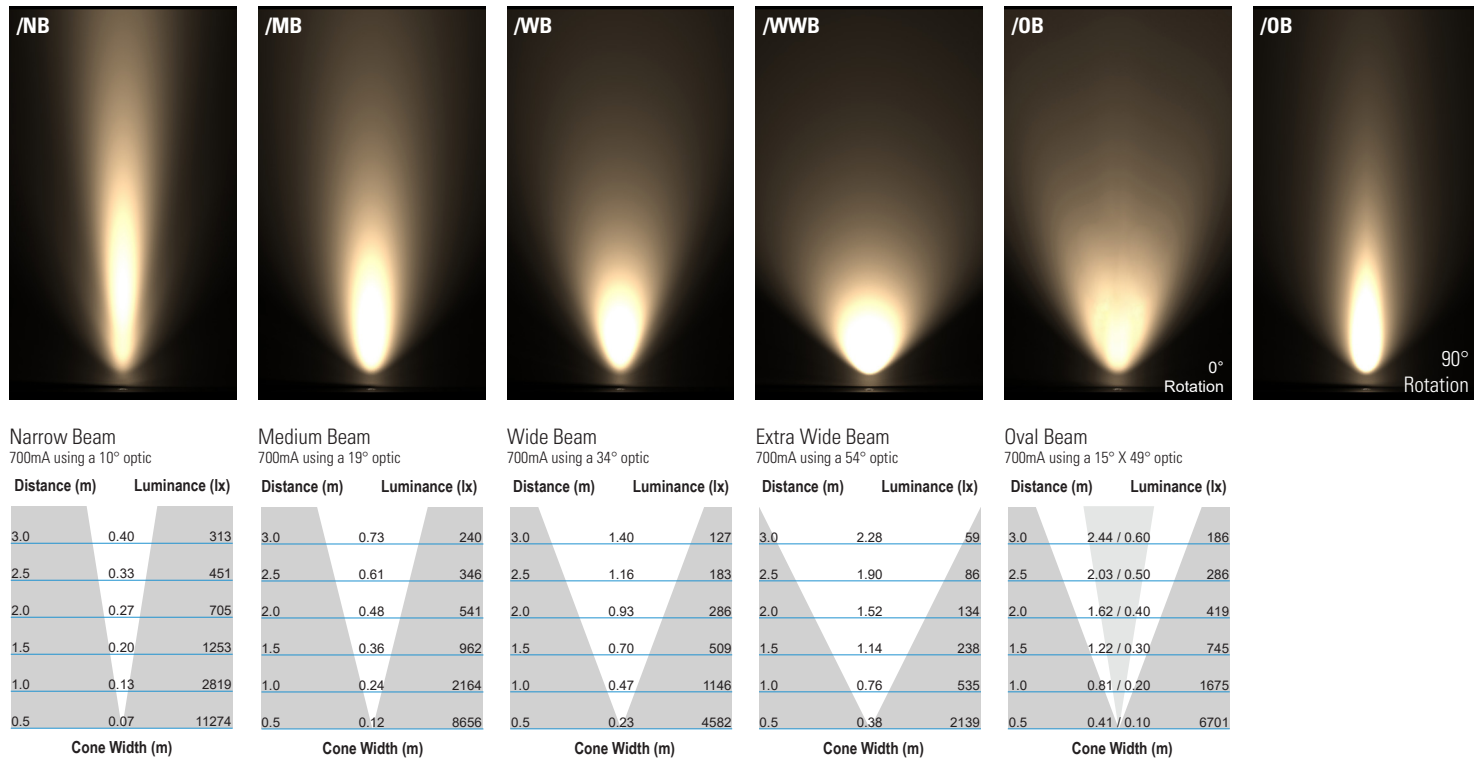 /NB
/MB
/WB
/WWB
/OB
0°
Rotation
/OB
90°
Rotation
Narrow Beam
700mA using a 10° optic
Distance (m) Luminance (lx)
3.0 0.40 313
2.5 0.33 451
2.0 0.27 705
1.5 0.20 1253
1.0 0.13 2819
0.5 0.07 11274
Cone Width (m)
Medium Beam
700mA using a 19° optic
Distance (m) Luminance (lx)
3.0 0.73 240
2.5 0.61 346
2.0 0.48 541
1.5 0.36 962
1.0 0.24 2164
0.5 0.12 8656
Cone Width (m)
Wide Beam
700mA using a 34° optic
Distance (m) Luminance (lx)
3.0 1.40 127
2.5 1.16 183
2.0 0.93 286
1.5 0.70 509
1.0 0.47 1146
0.5 0.23 4582
Cone Width (m)
Extra Wide Beam
700mA using a 54° optic
Distance (m) Luminance (lx)
3.0 2.28 59
2.5 1.90 86
2.0 1.52 134
1.5 1.14 238
1.0 0.76 535
0.5 0.38 2139
Cone Width (m)
Oval Beam
700mA using a 15° X 49° optic
Distance (m) Luminance (lx)
3.0 2.44 / 0.60 186
2.5 2.03 / 0.50 286
2.0 1.62 / 0.40 419
1.5 1.22 / 0.30 745
1.0 0.81 / 0.20 1675
0.5 0.41 / 0.10 6701
Cone Width (m)